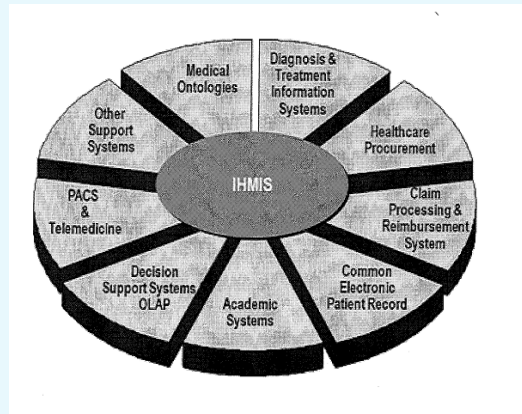 Medical
Ontologies
Diagnosis &
Treatment
Information
Systems
Healthcare
Procurement
Claim
Processing &
Reimbursement
System
Common
Electronic
Patient Record
Academic
Systems
Decision
Support Systems
OLAP
PACS
&
Telemedicine
Other
Support
Systems
IHMIS